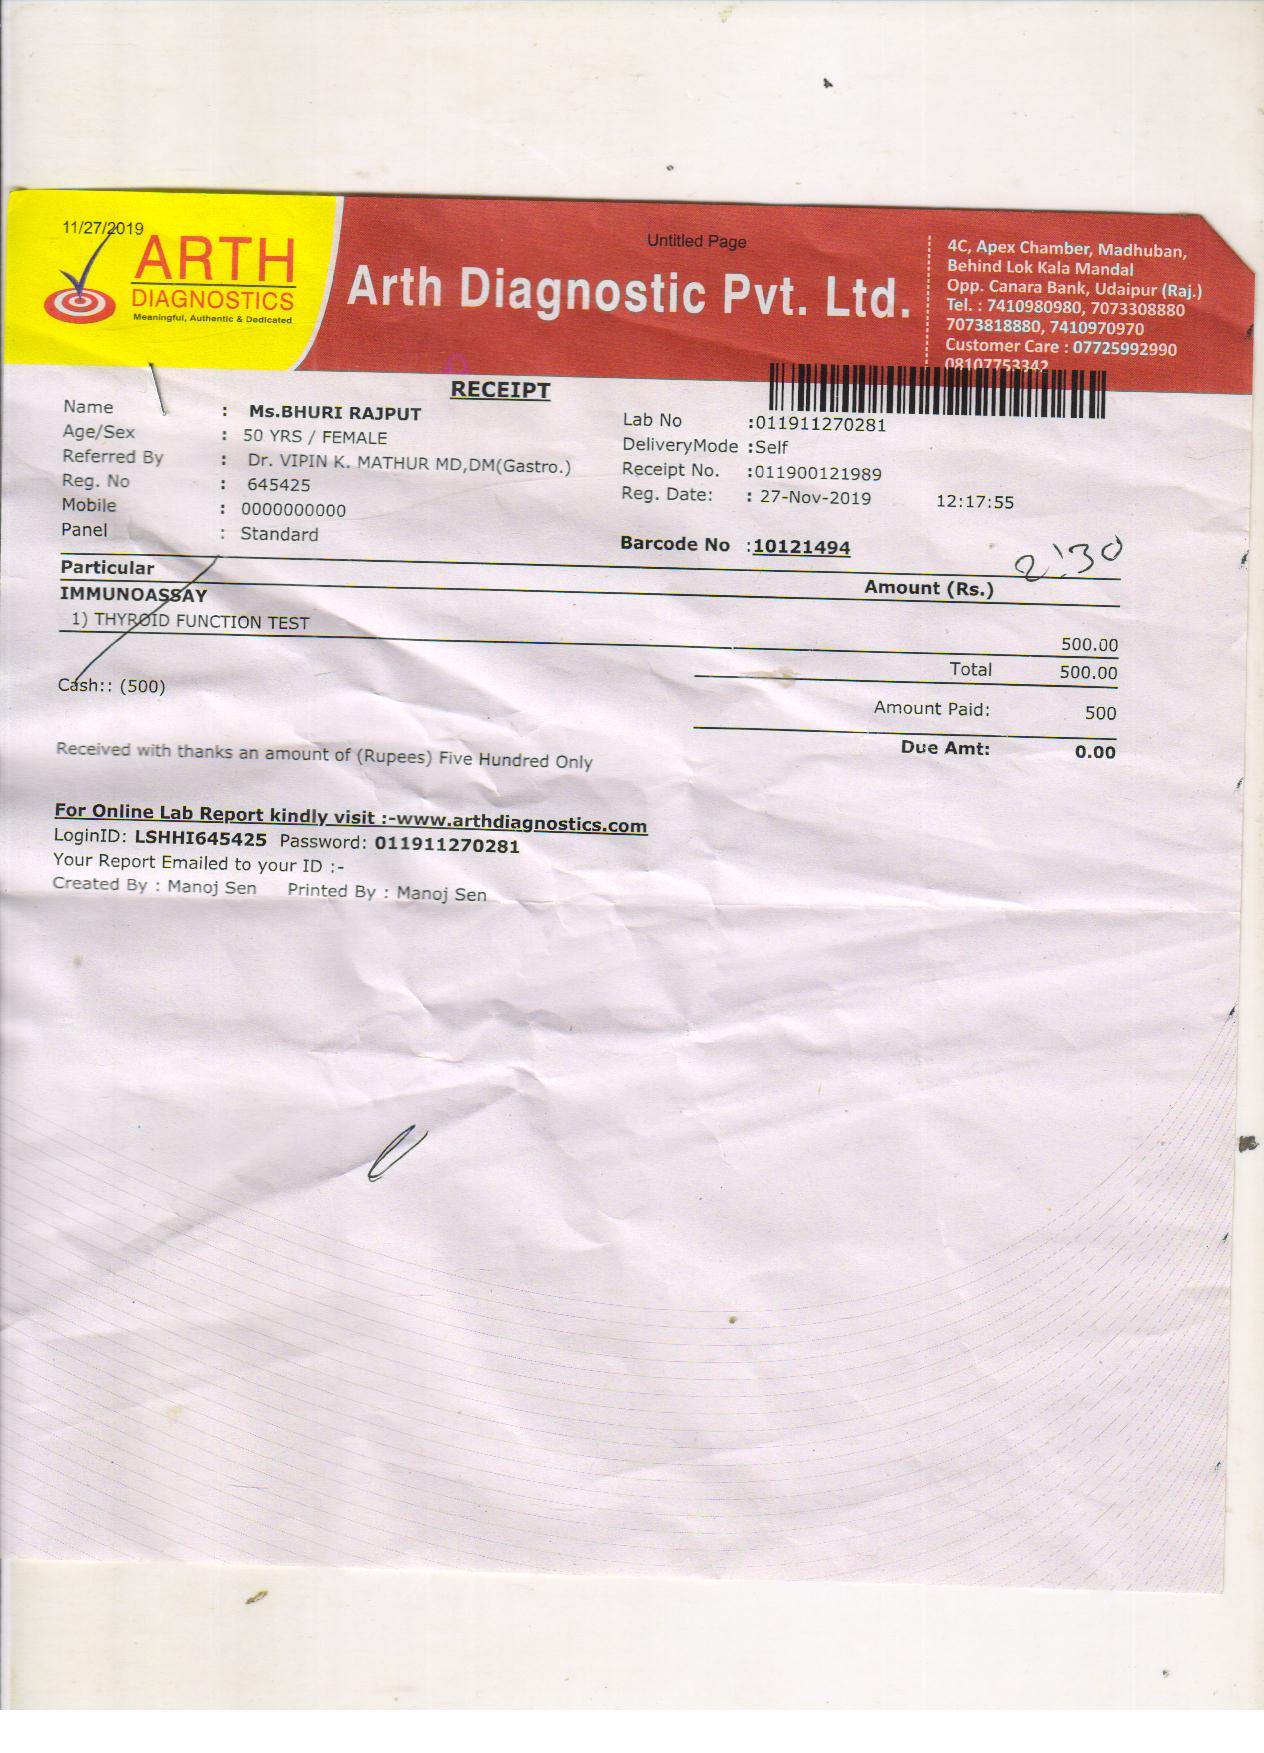 11/27/2019
Untitled Page
ARTH
DIAGNOSTICS
Meaningful, Authentic & Dedicated
Arth Diagnostic Pvt. Ltd.
4C, Apex Chamber, Madhuban,
Behind Lok Kala Mandal
Opp. Canara Bank, Udaipur (Raj.)
Tel. : 7410980980, 7073308880
7073818880, 7410970970
Customer Care : 07725992990
08107753342
RECEIPT
Name : Ms.BHURI RAJPUT
Age/Sex : 50 YRS / FEMALE
Referred By : Dr. VIPIN K. MATHUR MD,DM(Gastro.)
Reg. No : 645425
Mobile : 0000000000
Panel : Standard
Lab No :011911270281
DeliveryMode :Self
Receipt No. :011900121989
Reg. Date: : 27-Nov-2019 12:17:55
Barcode No :10121494
2:30
Particular Amount (Rs.)
IMMUNOASSAY
1) THYROID FUNCTION TEST 500.00
Total 500.00
Cash:: (500)
Amount Paid: 500
Due Amt: 0.00
Received with thanks an amount of (Rupees) Five Hundred Only
For Online Lab Report kindly visit :-www.arthdiagnostics.com
LoginID: LSHHI645425 Password: 011911270281
Your Report Emailed to your ID :-
Created By : Manoj Sen Printed By : Manoj Sen